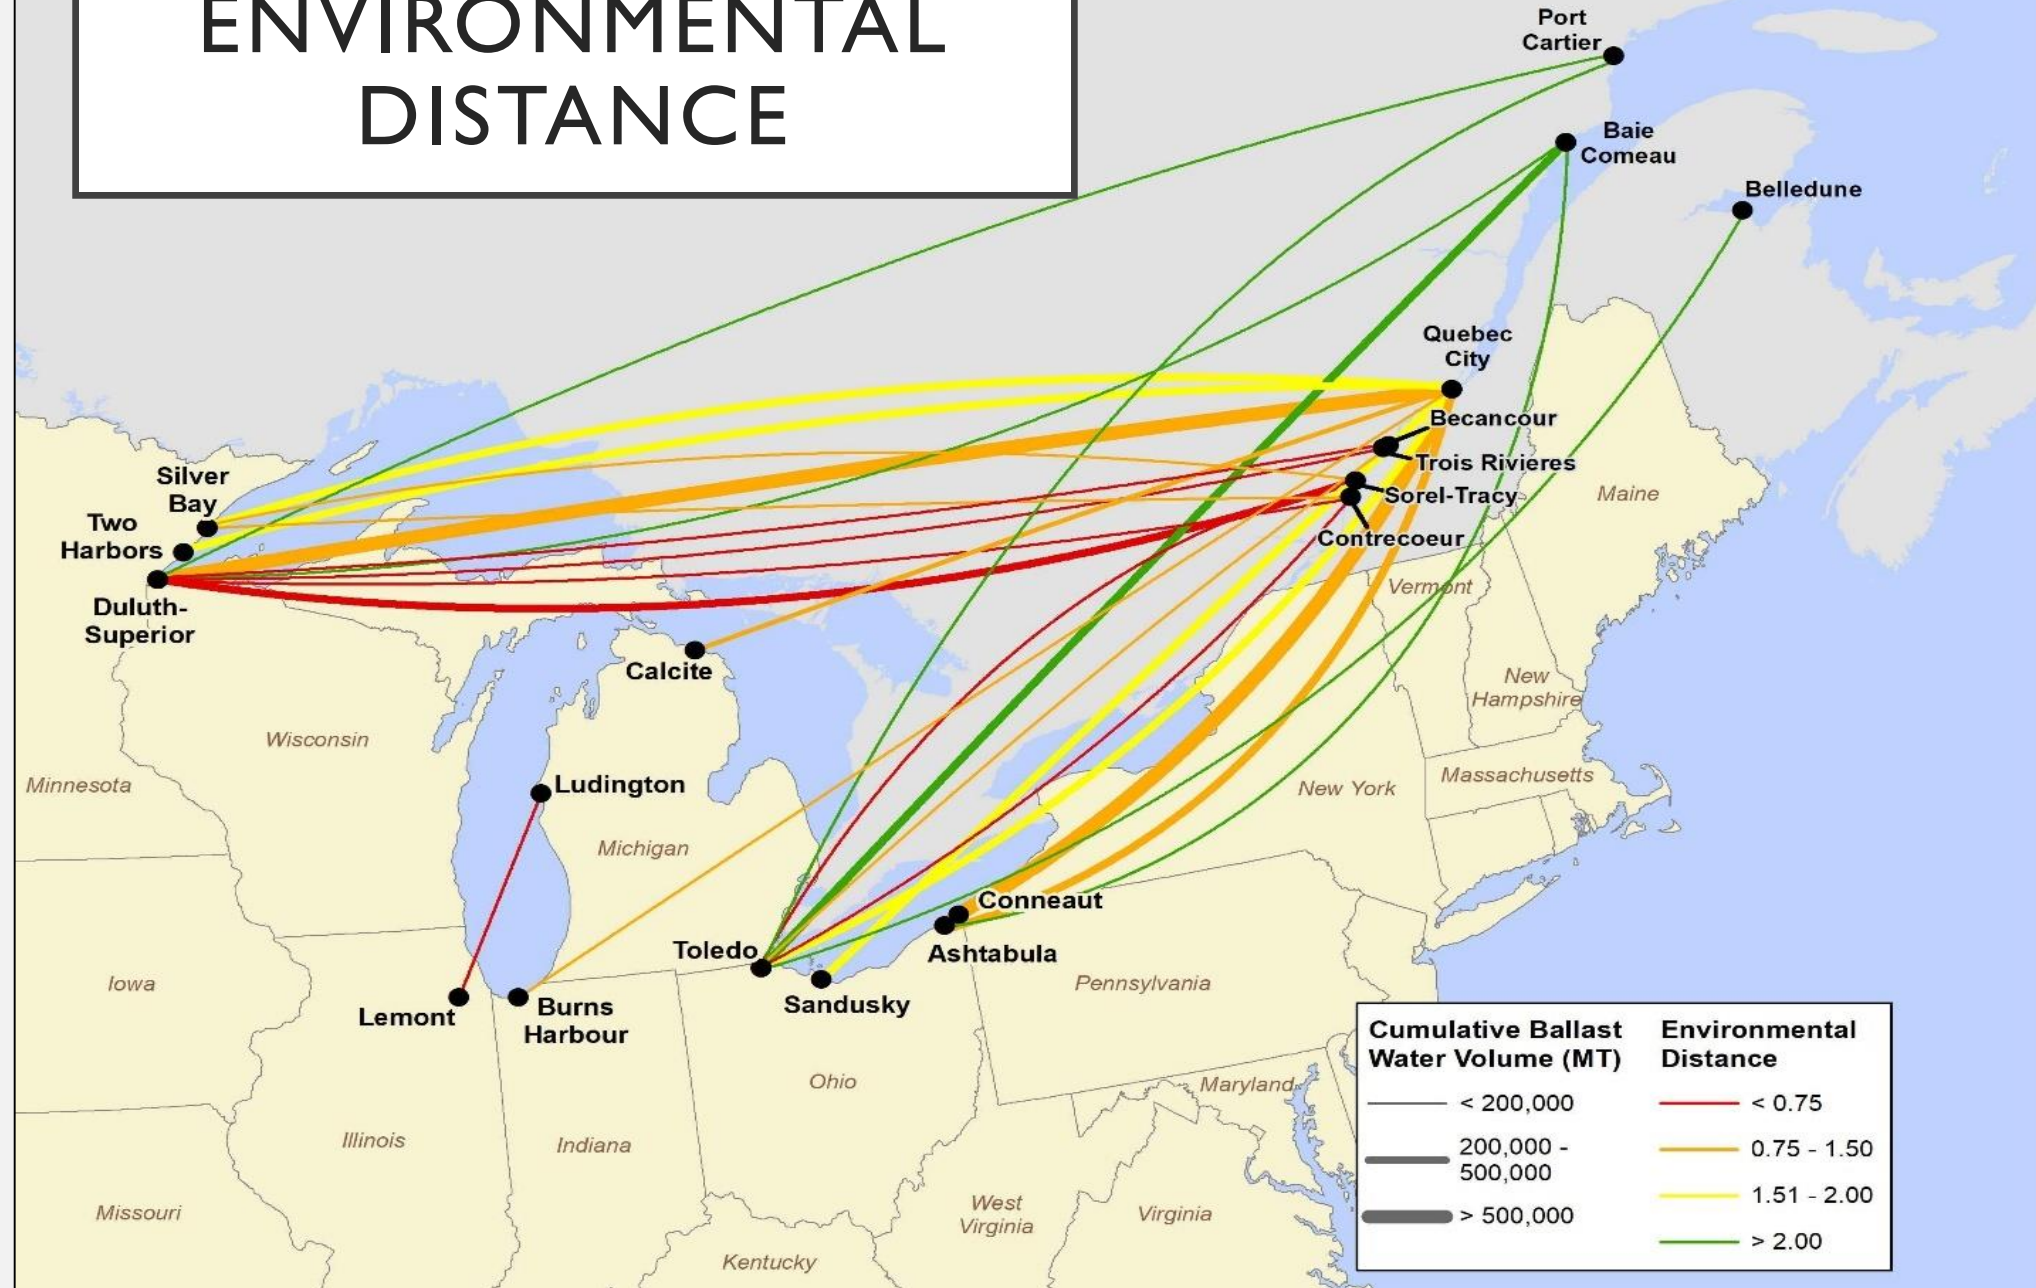 ENVIRONMENTAL
DISTANCE
Port
Cartier
Baie
Comeau
Belledune
Quebec
City
Becancour
Trois Rivieres
Sorel-Tracy
Contrecoeur
Maine
Silver
Bay
Two
Harbors
Duluth-
Superior
Calcite
Vermont
New
Hampshire
Wisconsin
Minnesota
Ludington
Massachusetts
New York
Michigan
Conneaut
Toledo
Ashtabula
Iowa
Pennsylvania
Lemont
Burns
Harbour
Sandusky
Ohio
Maryland
Illinois
Indiana
Missouri
West
Virginia
Virginia
Kentucky
Cumulative Ballast
Water Volume (MT)
< 200,000
200,000 -
500,000
> 500,000
Environmental
Distance
< 0.75
0.75 - 1.50
1.51 - 2.00
> 2.00